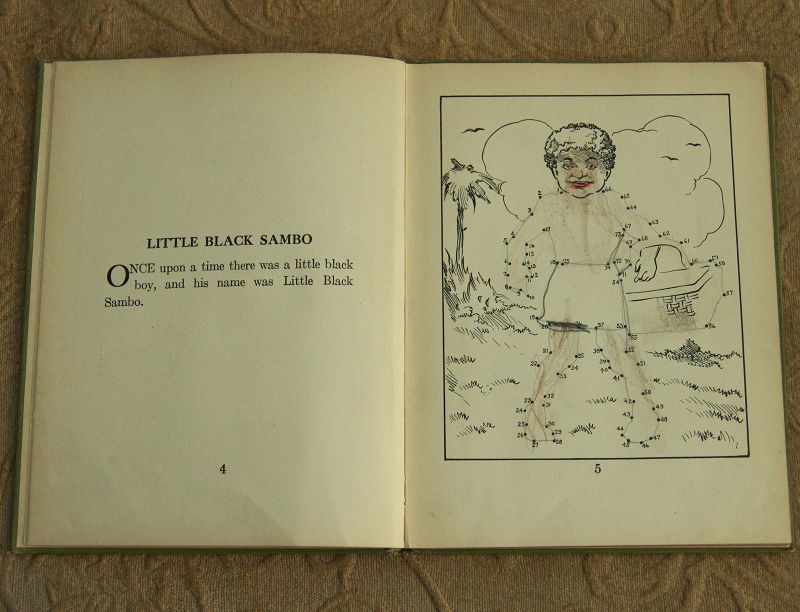 LITTLE BLACK SAMBO
ONCE upon a time there was a little black
boy, and his name was Little Black
Sambo.
4
5